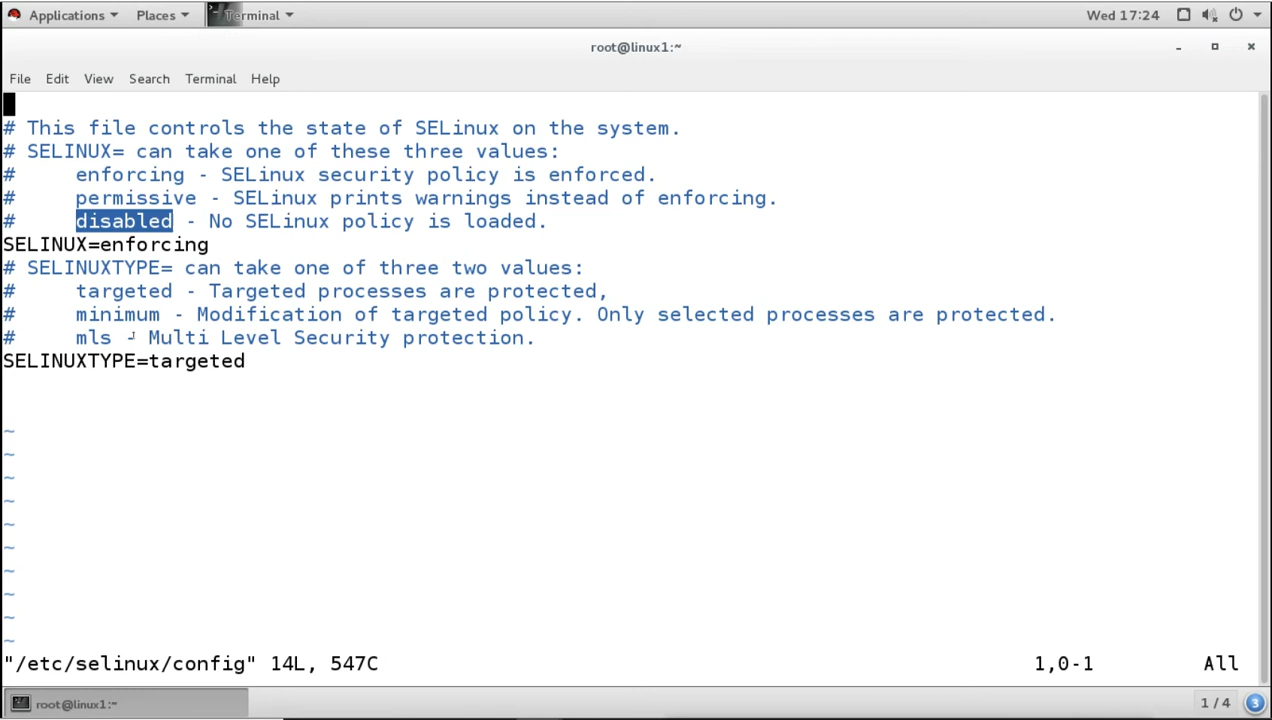 Applications Places Terminal Wed 17:24
root@linux1:~
File Edit View Search Terminal Help
# This file controls the state of SELinux on the system.
# SELINUX= can take one of these three values:
#     enforcing - SELinux security policy is enforced.
#     permissive - SELinux prints warnings instead of enforcing.
#     disabled - No SELinux policy is loaded.
SELINUX=enforcing
# SELINUXTYPE= can take one of three two values:
#     targeted - Targeted processes are protected,
#     minimum - Modification of targeted policy. Only selected processes are protected.
#     mls - Multi Level Security protection.
SELINUXTYPE=targeted
~
~
~
~
~
~
~
~
~
~
"/etc/selinux/config" 14L, 547C 1,0-1 All
root@linux1:~ 1 / 4 3